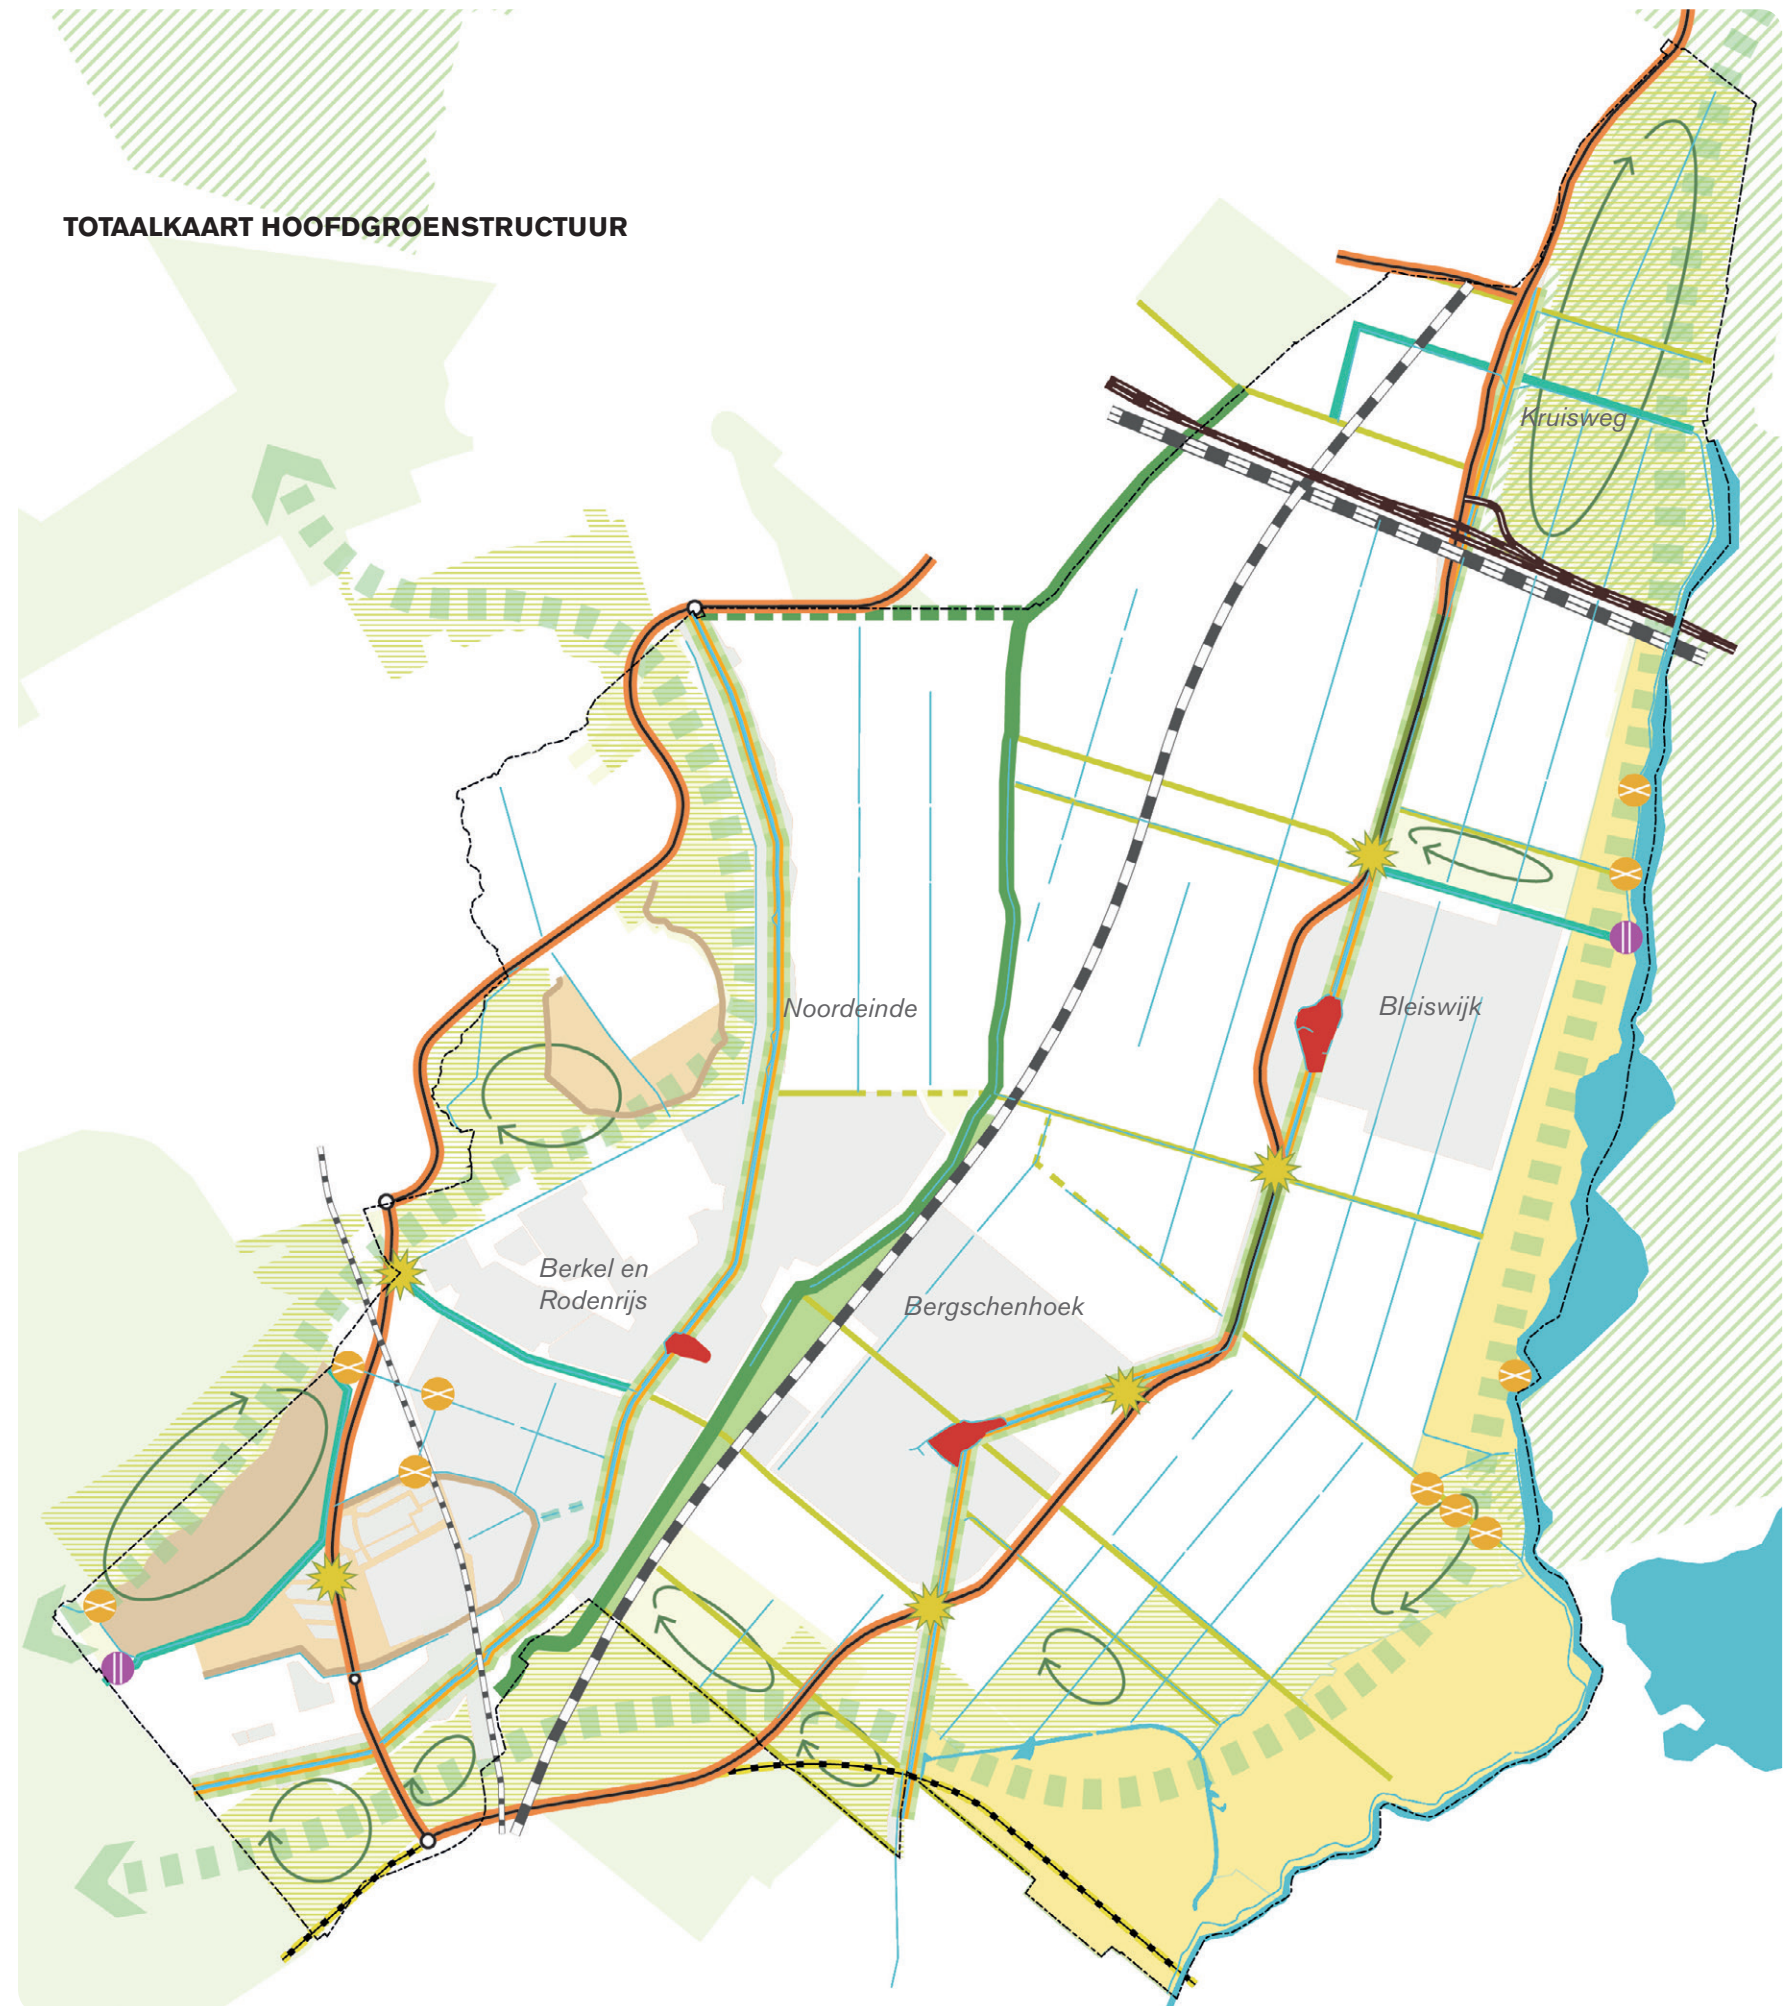 TOTAALKAART HOOFDGROENSTRUCTUUR
Kruisweg
Noordeinde
Bleiswijk
Berkel en
Rodenrijs
Bergschenhoek